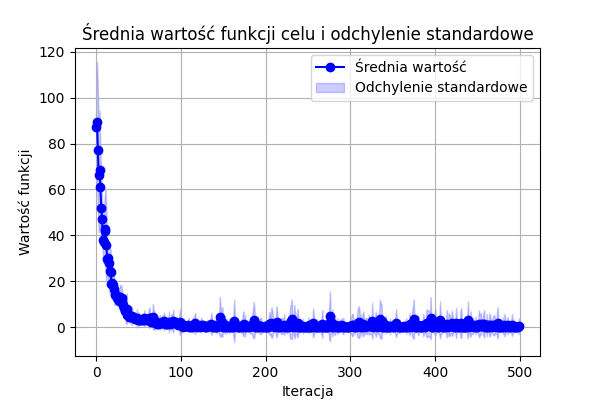 Średnia wartość funkcji celu i odchylenie standardowe
Średnia wartość
Odchylenie standardowe
120
100
80
60
40
20
0
Wartość funkcji
0 100 200 300 400 500
Iteracja